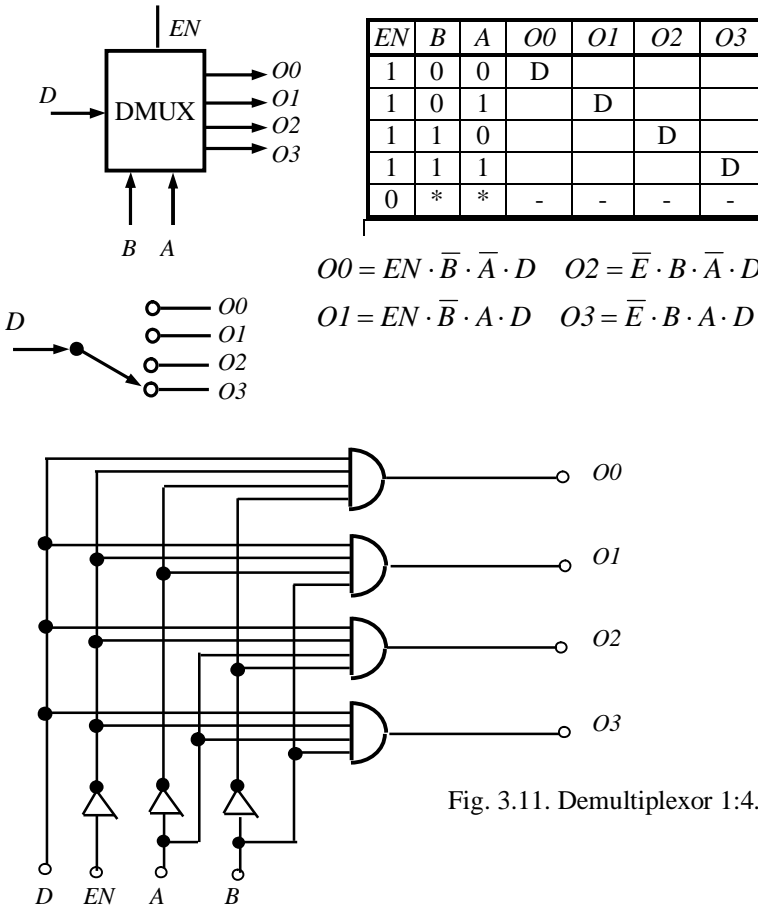 EN
D
DMUX
O0
O1
O2
O3
B A
EN B A O0 O1 O2 O3
1 0 0 D
1 0 1 D
1 1 0 D
1 1 1 D
0 * * - - - -
O0 = EN · B̅ · A̅ · D O2 = E̅ · B · A̅ · D
O1 = EN · B̅ · A · D O3 = E̅ · B · A · D
D
O0
O1
O2
O3
O0
O1
O2
O3
Fig. 3.11. Demultiplexor 1:4.
D EN A B